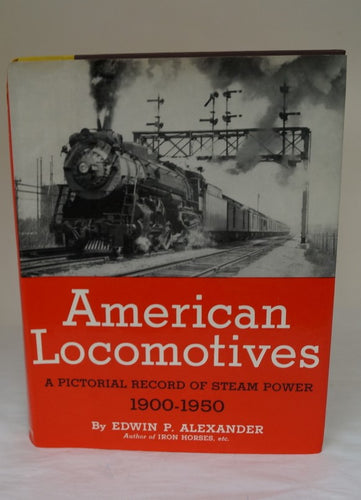 American
Locomotives
A PICTORIAL RECORD OF STEAM POWER
1900-1950
By EDWIN P. ALEXANDER
Author of IRON HORSES, etc.